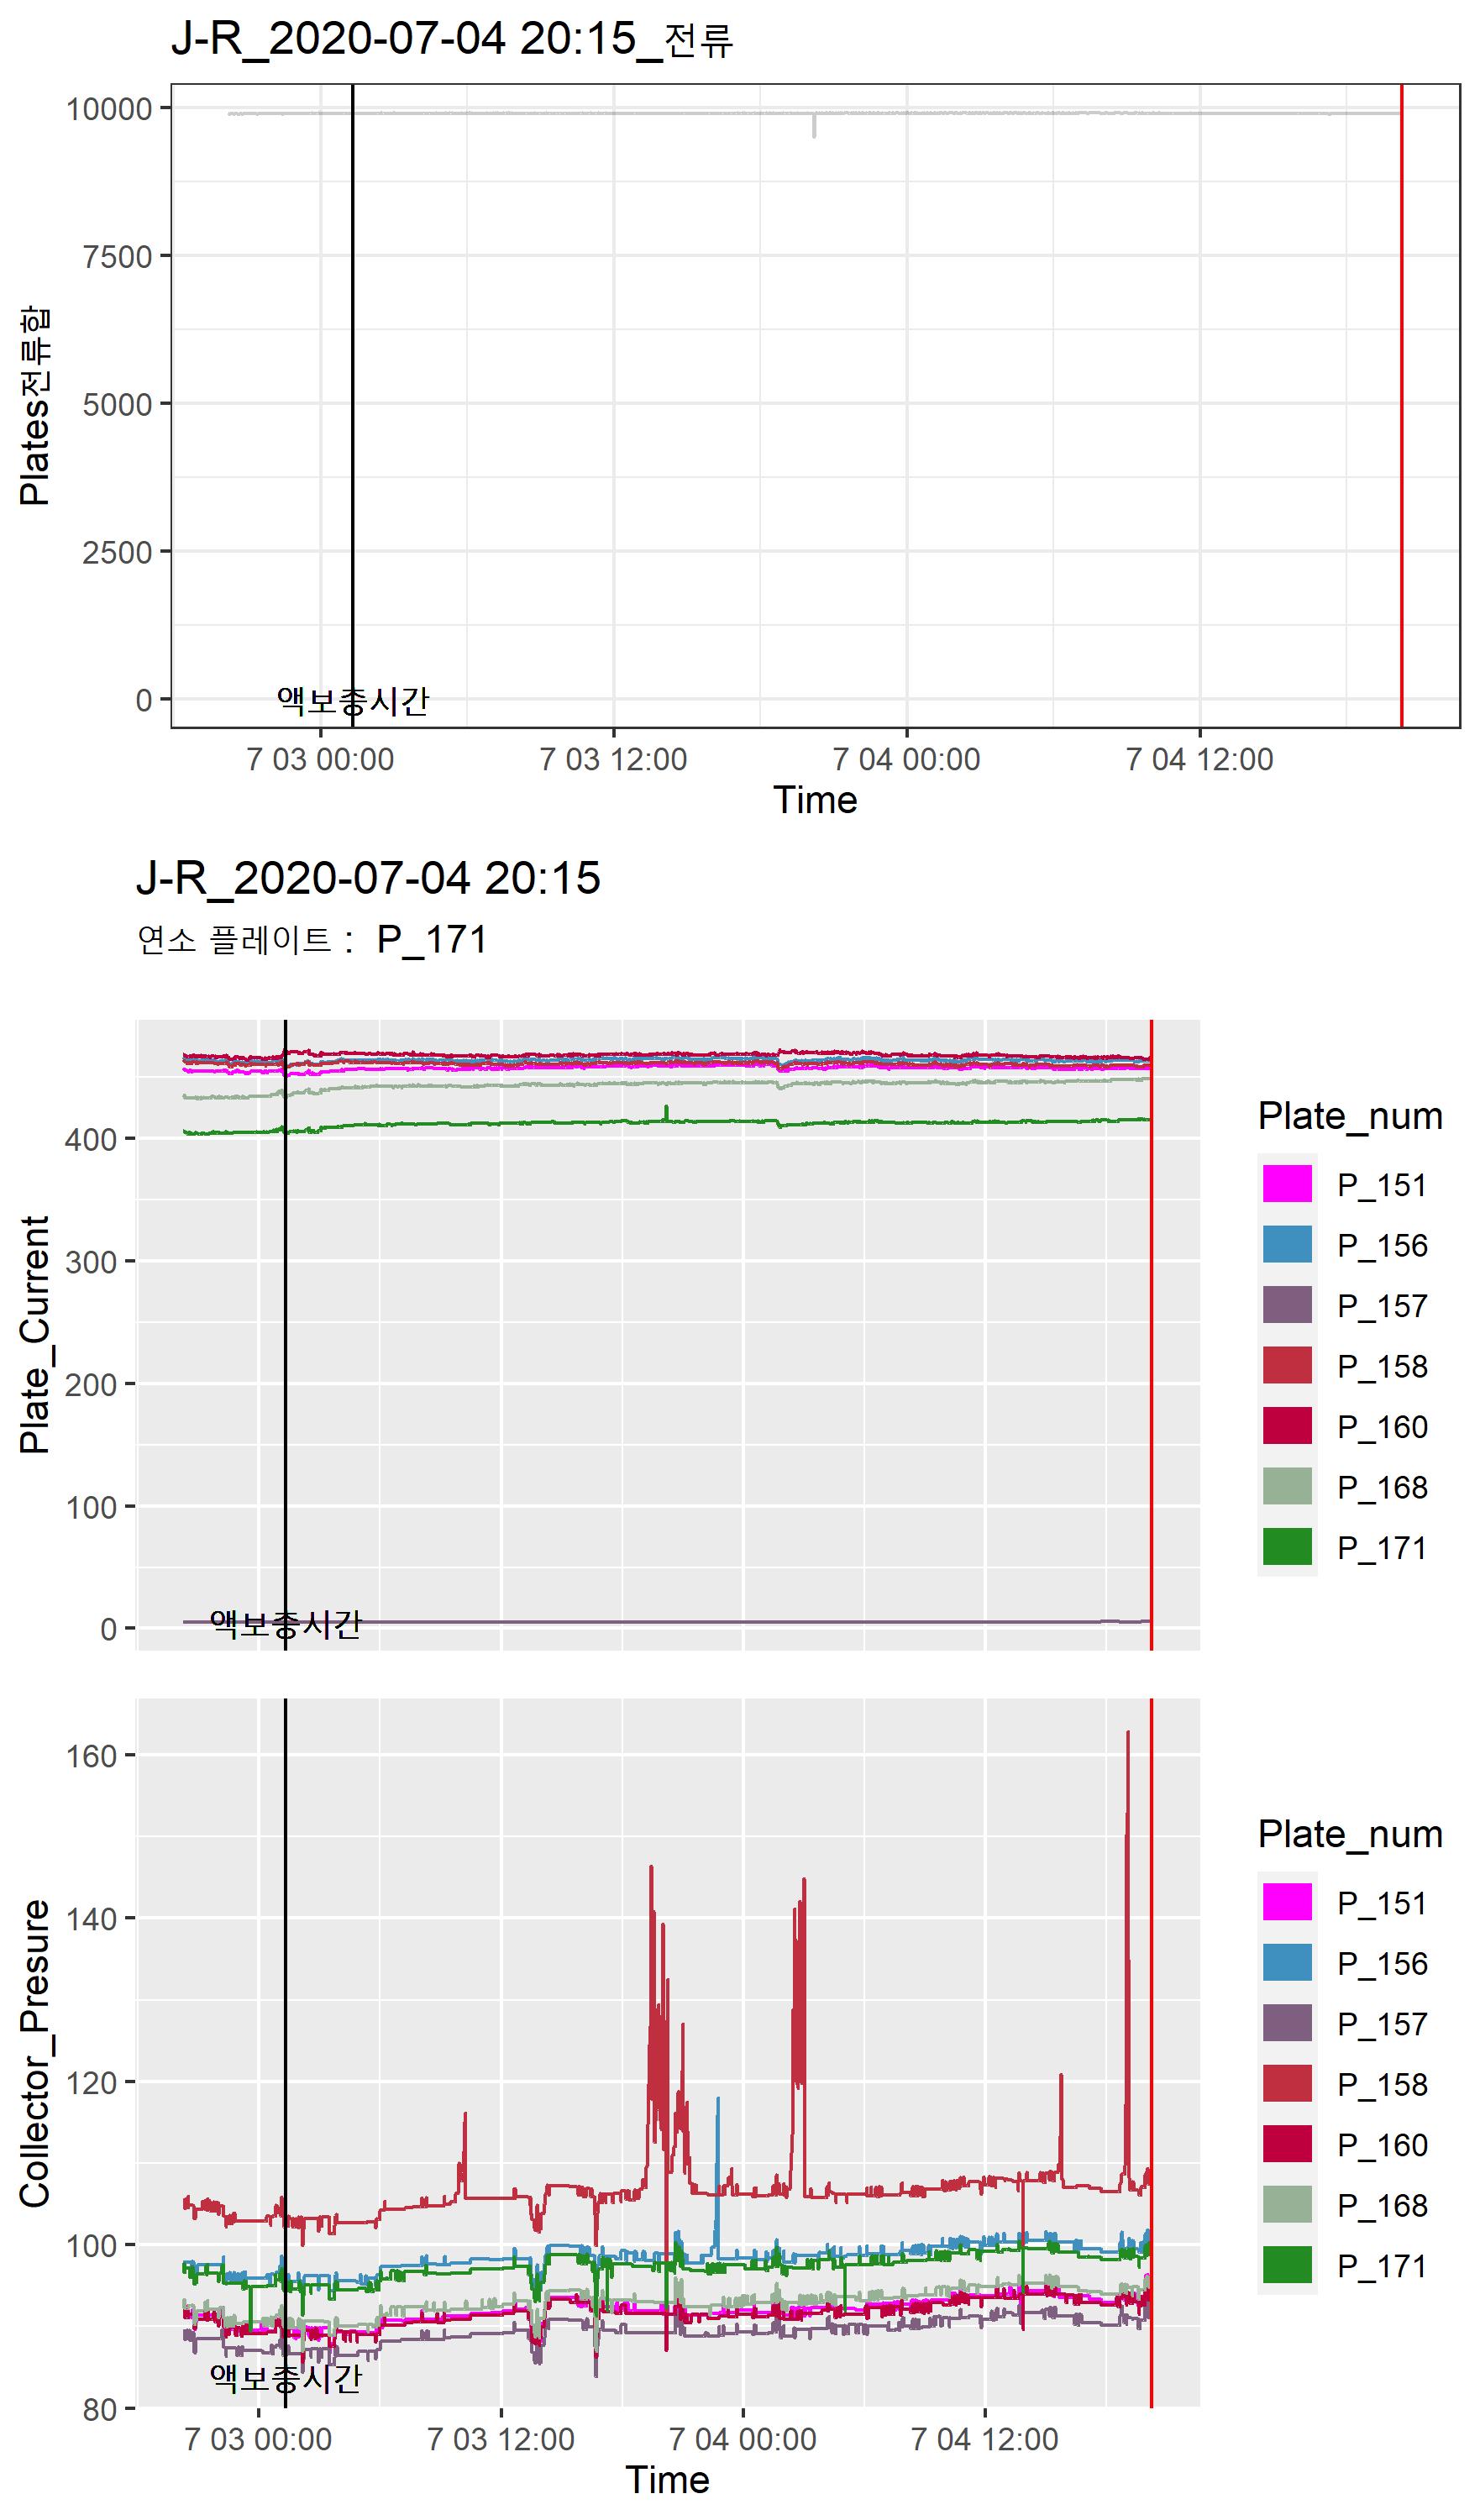 J-R_2020-07-04 20:15_전류
10000
7500
5000
2500
0
Plates전류합
액보충시간
7 03 00:00
7 03 12:00
7 04 00:00
7 04 12:00
Time
J-R_2020-07-04 20:15
연소 플레이트 : P_171
400
300
200
100
0
Plate_Current
액보충시간
Plate_num
P_151
P_156
P_157
P_158
P_160
P_168
P_171
160
140
120
100
80
Collector_Presure
액보충시간
7 03 00:00
7 03 12:00
7 04 00:00
7 04 12:00
Time
Plate_num
P_151
P_156
P_157
P_158
P_160
P_168
P_171